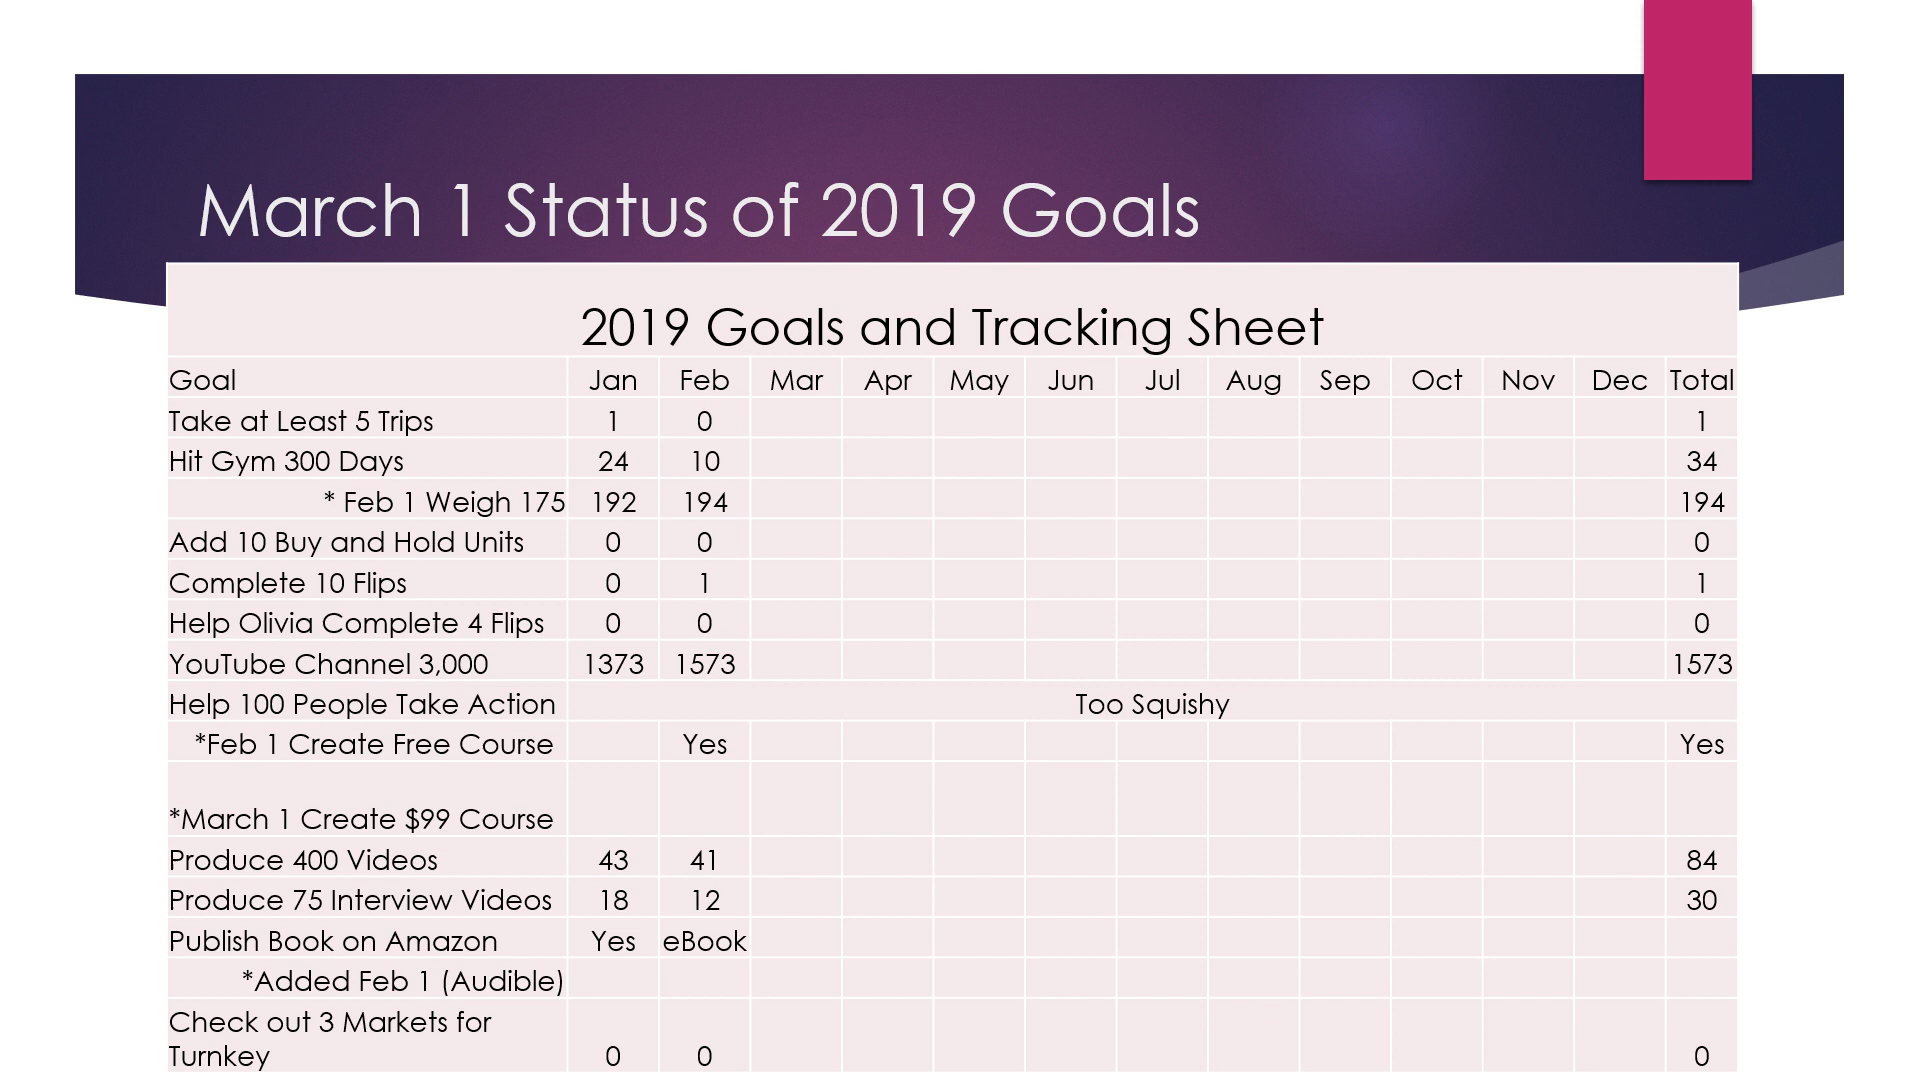 March 1 Status of 2019 Goals
2019 Goals and Tracking Sheet
Goal Jan Feb Mar Apr May Jun Jul Aug Sep Oct Nov Dec Total
Take at Least 5 Trips 1 0 1
Hit Gym 300 Days 24 10 34
* Feb 1 Weigh 175 192 194 194
Add 10 Buy and Hold Units 0 0 0
Complete 10 Flips 0 1 1
Help Olivia Complete 4 Flips 0 0 0
YouTube Channel 3,000 1373 1573 1573
Help 100 People Take Action Too Squishy
*Feb 1 Create Free Course Yes Yes
*March 1 Create $99 Course
Produce 400 Videos 43 41 84
Produce 75 Interview Videos 18 12 30
Publish Book on Amazon Yes eBook
*Added Feb 1 (Audible)
Check out 3 Markets for
Turnkey 0 0 0